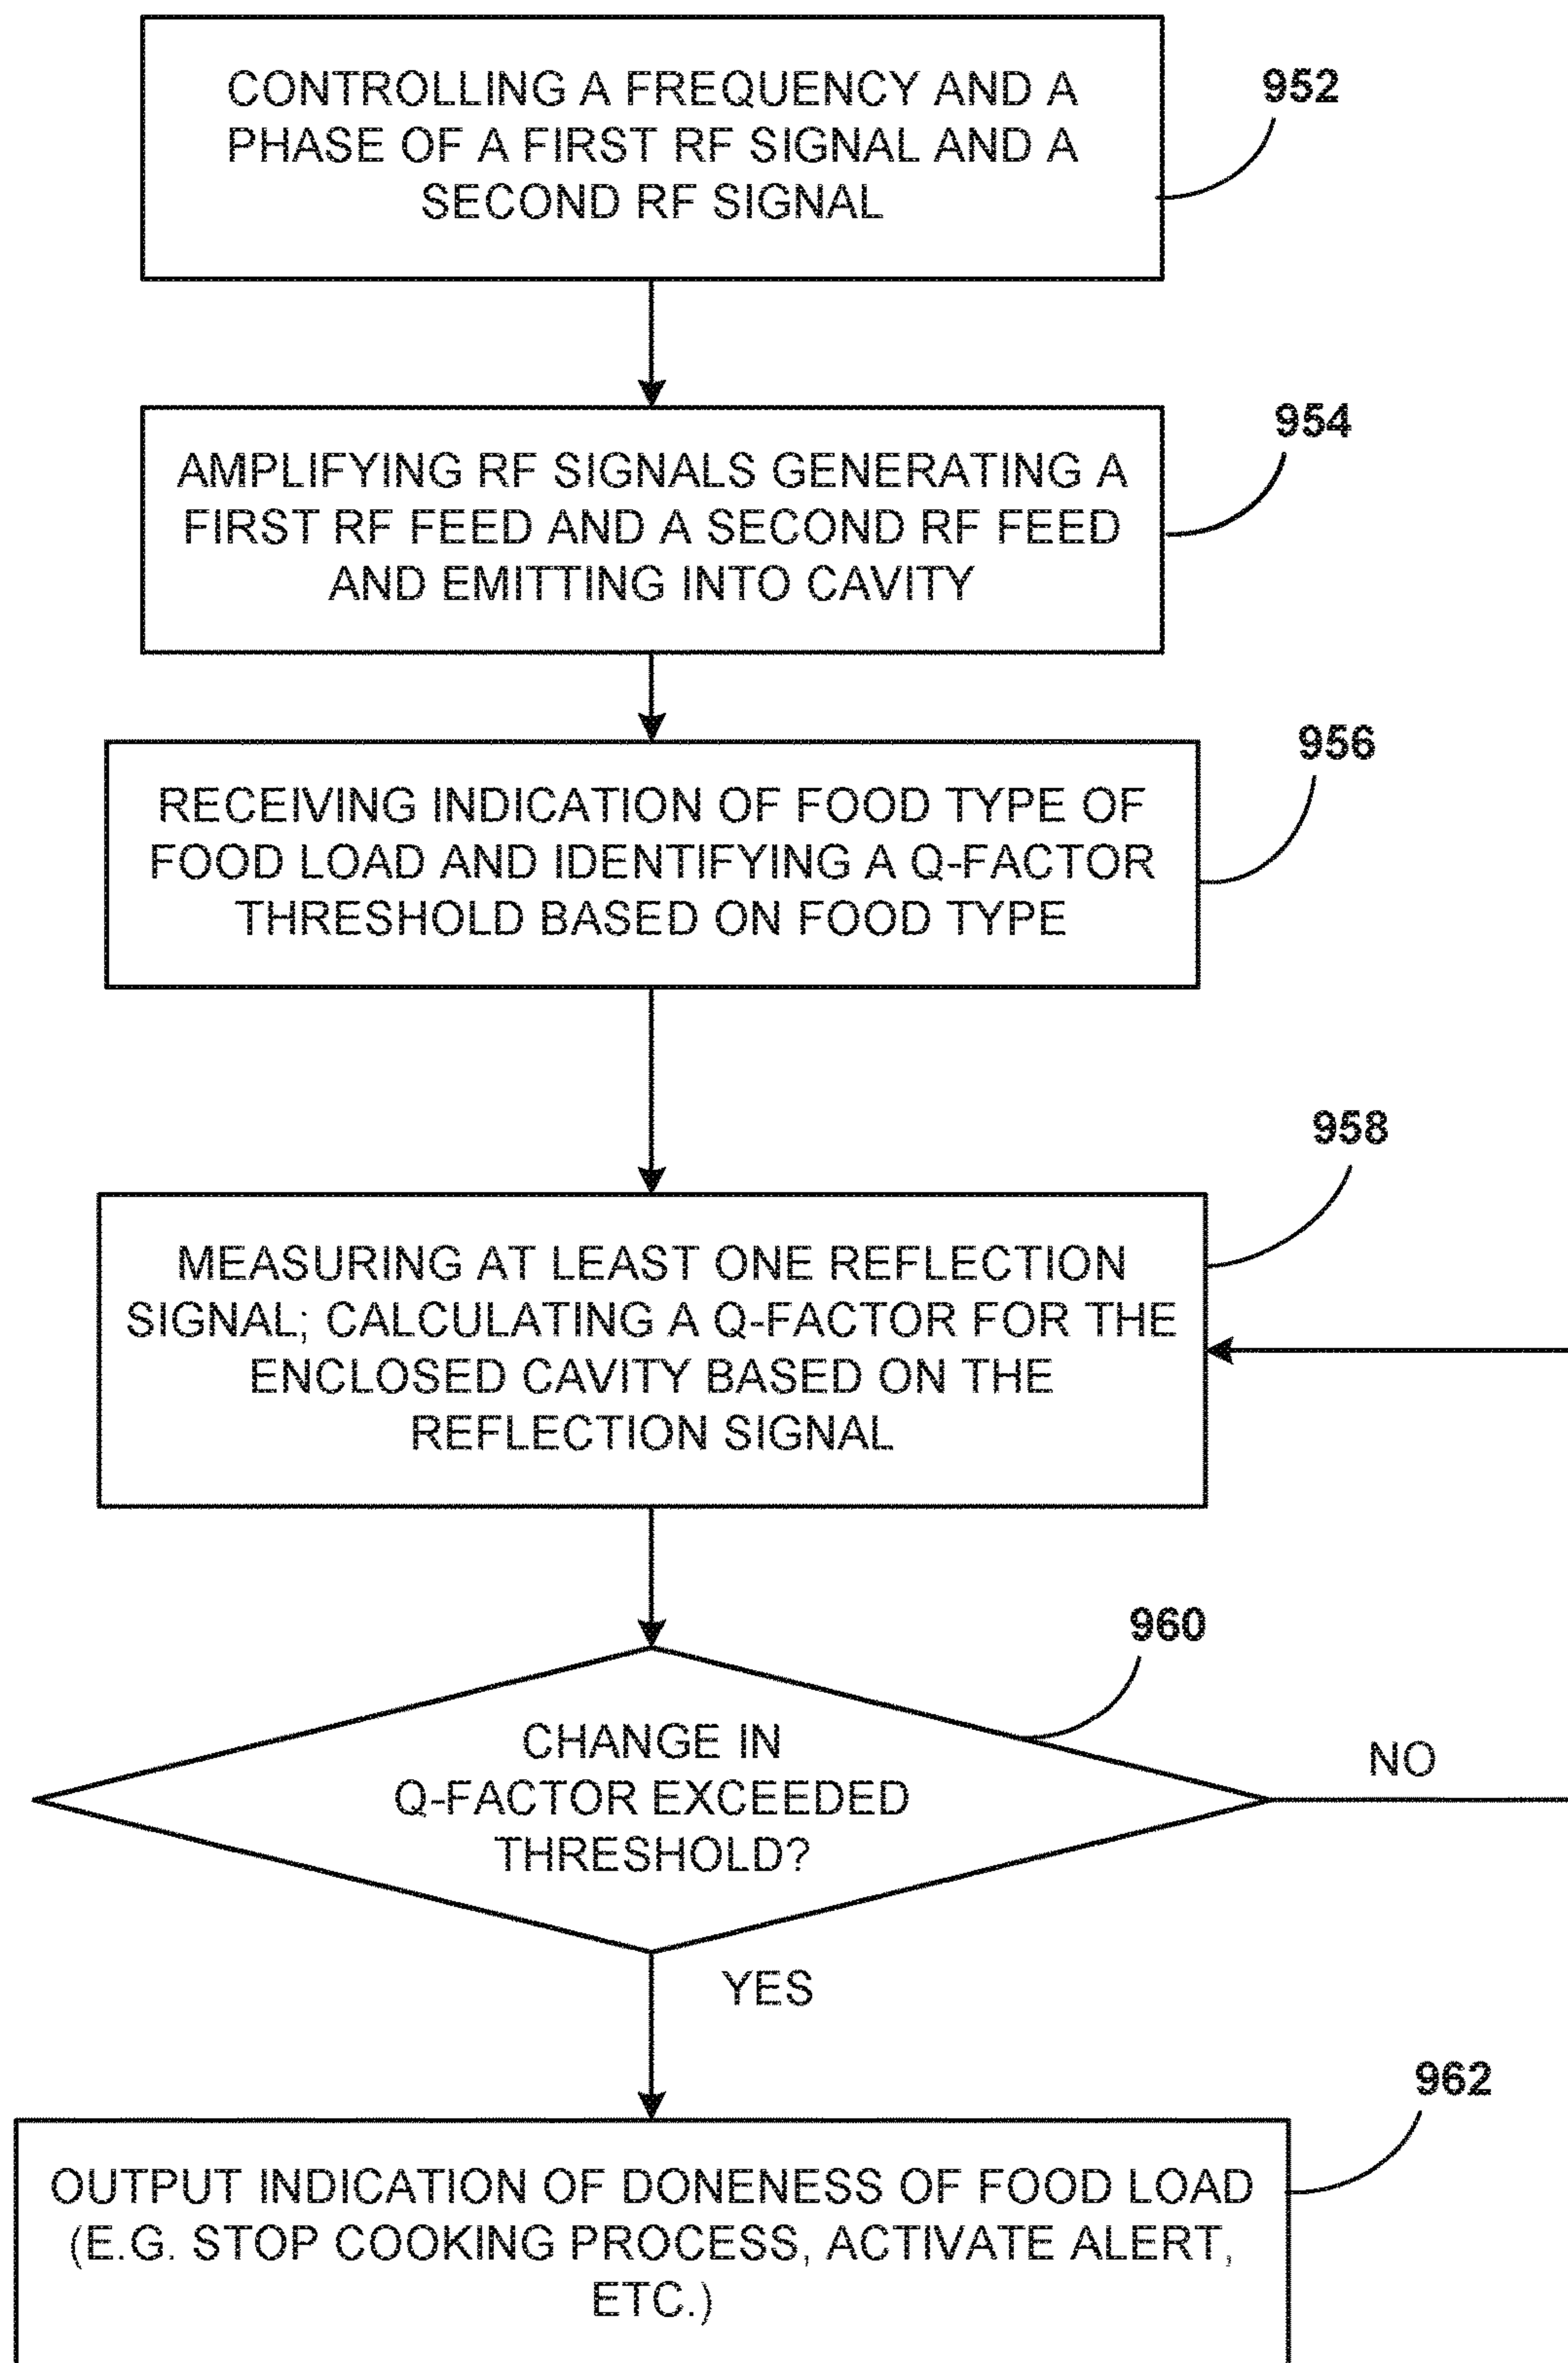 CONTROLLING A FREQUENCY AND A
PHASE OF A FIRST RF SIGNAL AND A
SECOND RF SIGNAL
952
AMPLIFYING RF SIGNALS GENERATING A
FIRST RF FEED AND A SECOND RF FEED
AND EMITTING INTO CAVITY
954
RECEIVING INDICATION OF FOOD TYPE OF
FOOD LOAD AND IDENTIFYING A Q-FACTOR
THRESHOLD BASED ON FOOD TYPE
956
MEASURING AT LEAST ONE REFLECTION
SIGNAL; CALCULATING A Q-FACTOR FOR THE
ENCLOSED CAVITY BASED ON THE
REFLECTION SIGNAL
958
CHANGE IN
Q-FACTOR EXCEEDED
THRESHOLD?
960
NO
YES
OUTPUT INDICATION OF DONENESS OF FOOD LOAD
(E.G. STOP COOKING PROCESS, ACTIVATE ALERT,
ETC.)
962